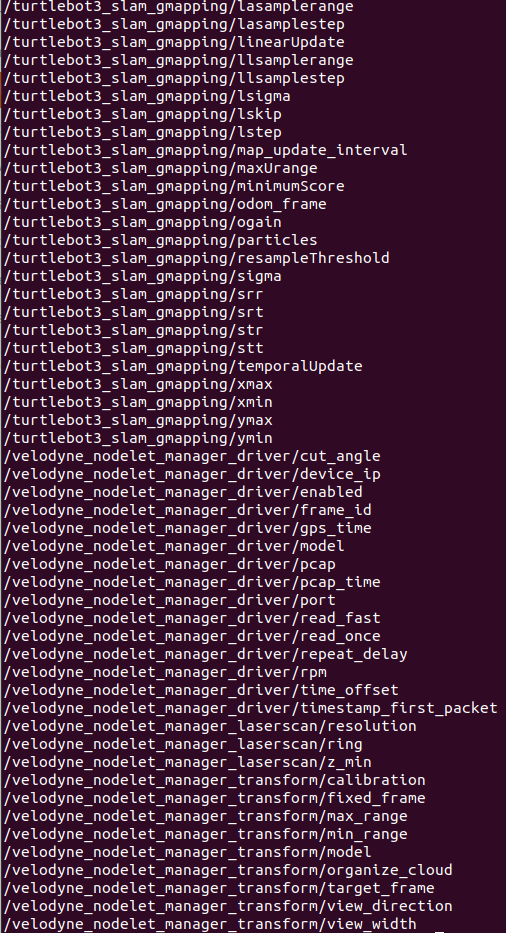 /turtlebot3_slam_gmapping/lasamplerange
/turtlebot3_slam_gmapping/lasamplestep
/turtlebot3_slam_gmapping/linearUpdate
/turtlebot3_slam_gmapping/llsamplerange
/turtlebot3_slam_gmapping/llsamplestep
/turtlebot3_slam_gmapping/lsigma
/turtlebot3_slam_gmapping/lskip
/turtlebot3_slam_gmapping/lstep
/turtlebot3_slam_gmapping/map_update_interval
/turtlebot3_slam_gmapping/maxUrange
/turtlebot3_slam_gmapping/minimumScore
/turtlebot3_slam_gmapping/odom_frame
/turtlebot3_slam_gmapping/ogain
/turtlebot3_slam_gmapping/particles
/turtlebot3_slam_gmapping/resampleThreshold
/turtlebot3_slam_gmapping/sigma
/turtlebot3_slam_gmapping/srr
/turtlebot3_slam_gmapping/srt
/turtlebot3_slam_gmapping/str
/turtlebot3_slam_gmapping/stt
/turtlebot3_slam_gmapping/temporalUpdate
/turtlebot3_slam_gmapping/xmax
/turtlebot3_slam_gmapping/xmin
/turtlebot3_slam_gmapping/ymax
/turtlebot3_slam_gmapping/ymin
/velodyne_nodelet_manager_driver/cut_angle
/velodyne_nodelet_manager_driver/device_ip
/velodyne_nodelet_manager_driver/enabled
/velodyne_nodelet_manager_driver/frame_id
/velodyne_nodelet_manager_driver/gps_time
/velodyne_nodelet_manager_driver/model
/velodyne_nodelet_manager_driver/pcap
/velodyne_nodelet_manager_driver/pcap_time
/velodyne_nodelet_manager_driver/port
/velodyne_nodelet_manager_driver/read_fast
/velodyne_nodelet_manager_driver/read_once
/velodyne_nodelet_manager_driver/repeat_delay
/velodyne_nodelet_manager_driver/rpm
/velodyne_nodelet_manager_driver/time_offset
/velodyne_nodelet_manager_driver/timestamp_first_packet
/velodyne_nodelet_manager_laserscan/resolution
/velodyne_nodelet_manager_laserscan/ring
/velodyne_nodelet_manager_laserscan/z_min
/velodyne_nodelet_manager_transform/calibration
/velodyne_nodelet_manager_transform/fixed_frame
/velodyne_nodelet_manager_transform/max_range
/velodyne_nodelet_manager_transform/min_range
/velodyne_nodelet_manager_transform/model
/velodyne_nodelet_manager_transform/organize_cloud
/velodyne_nodelet_manager_transform/target_frame
/velodyne_nodelet_manager_transform/view_direction
/velodyne_nodelet_manager_transform/view_width